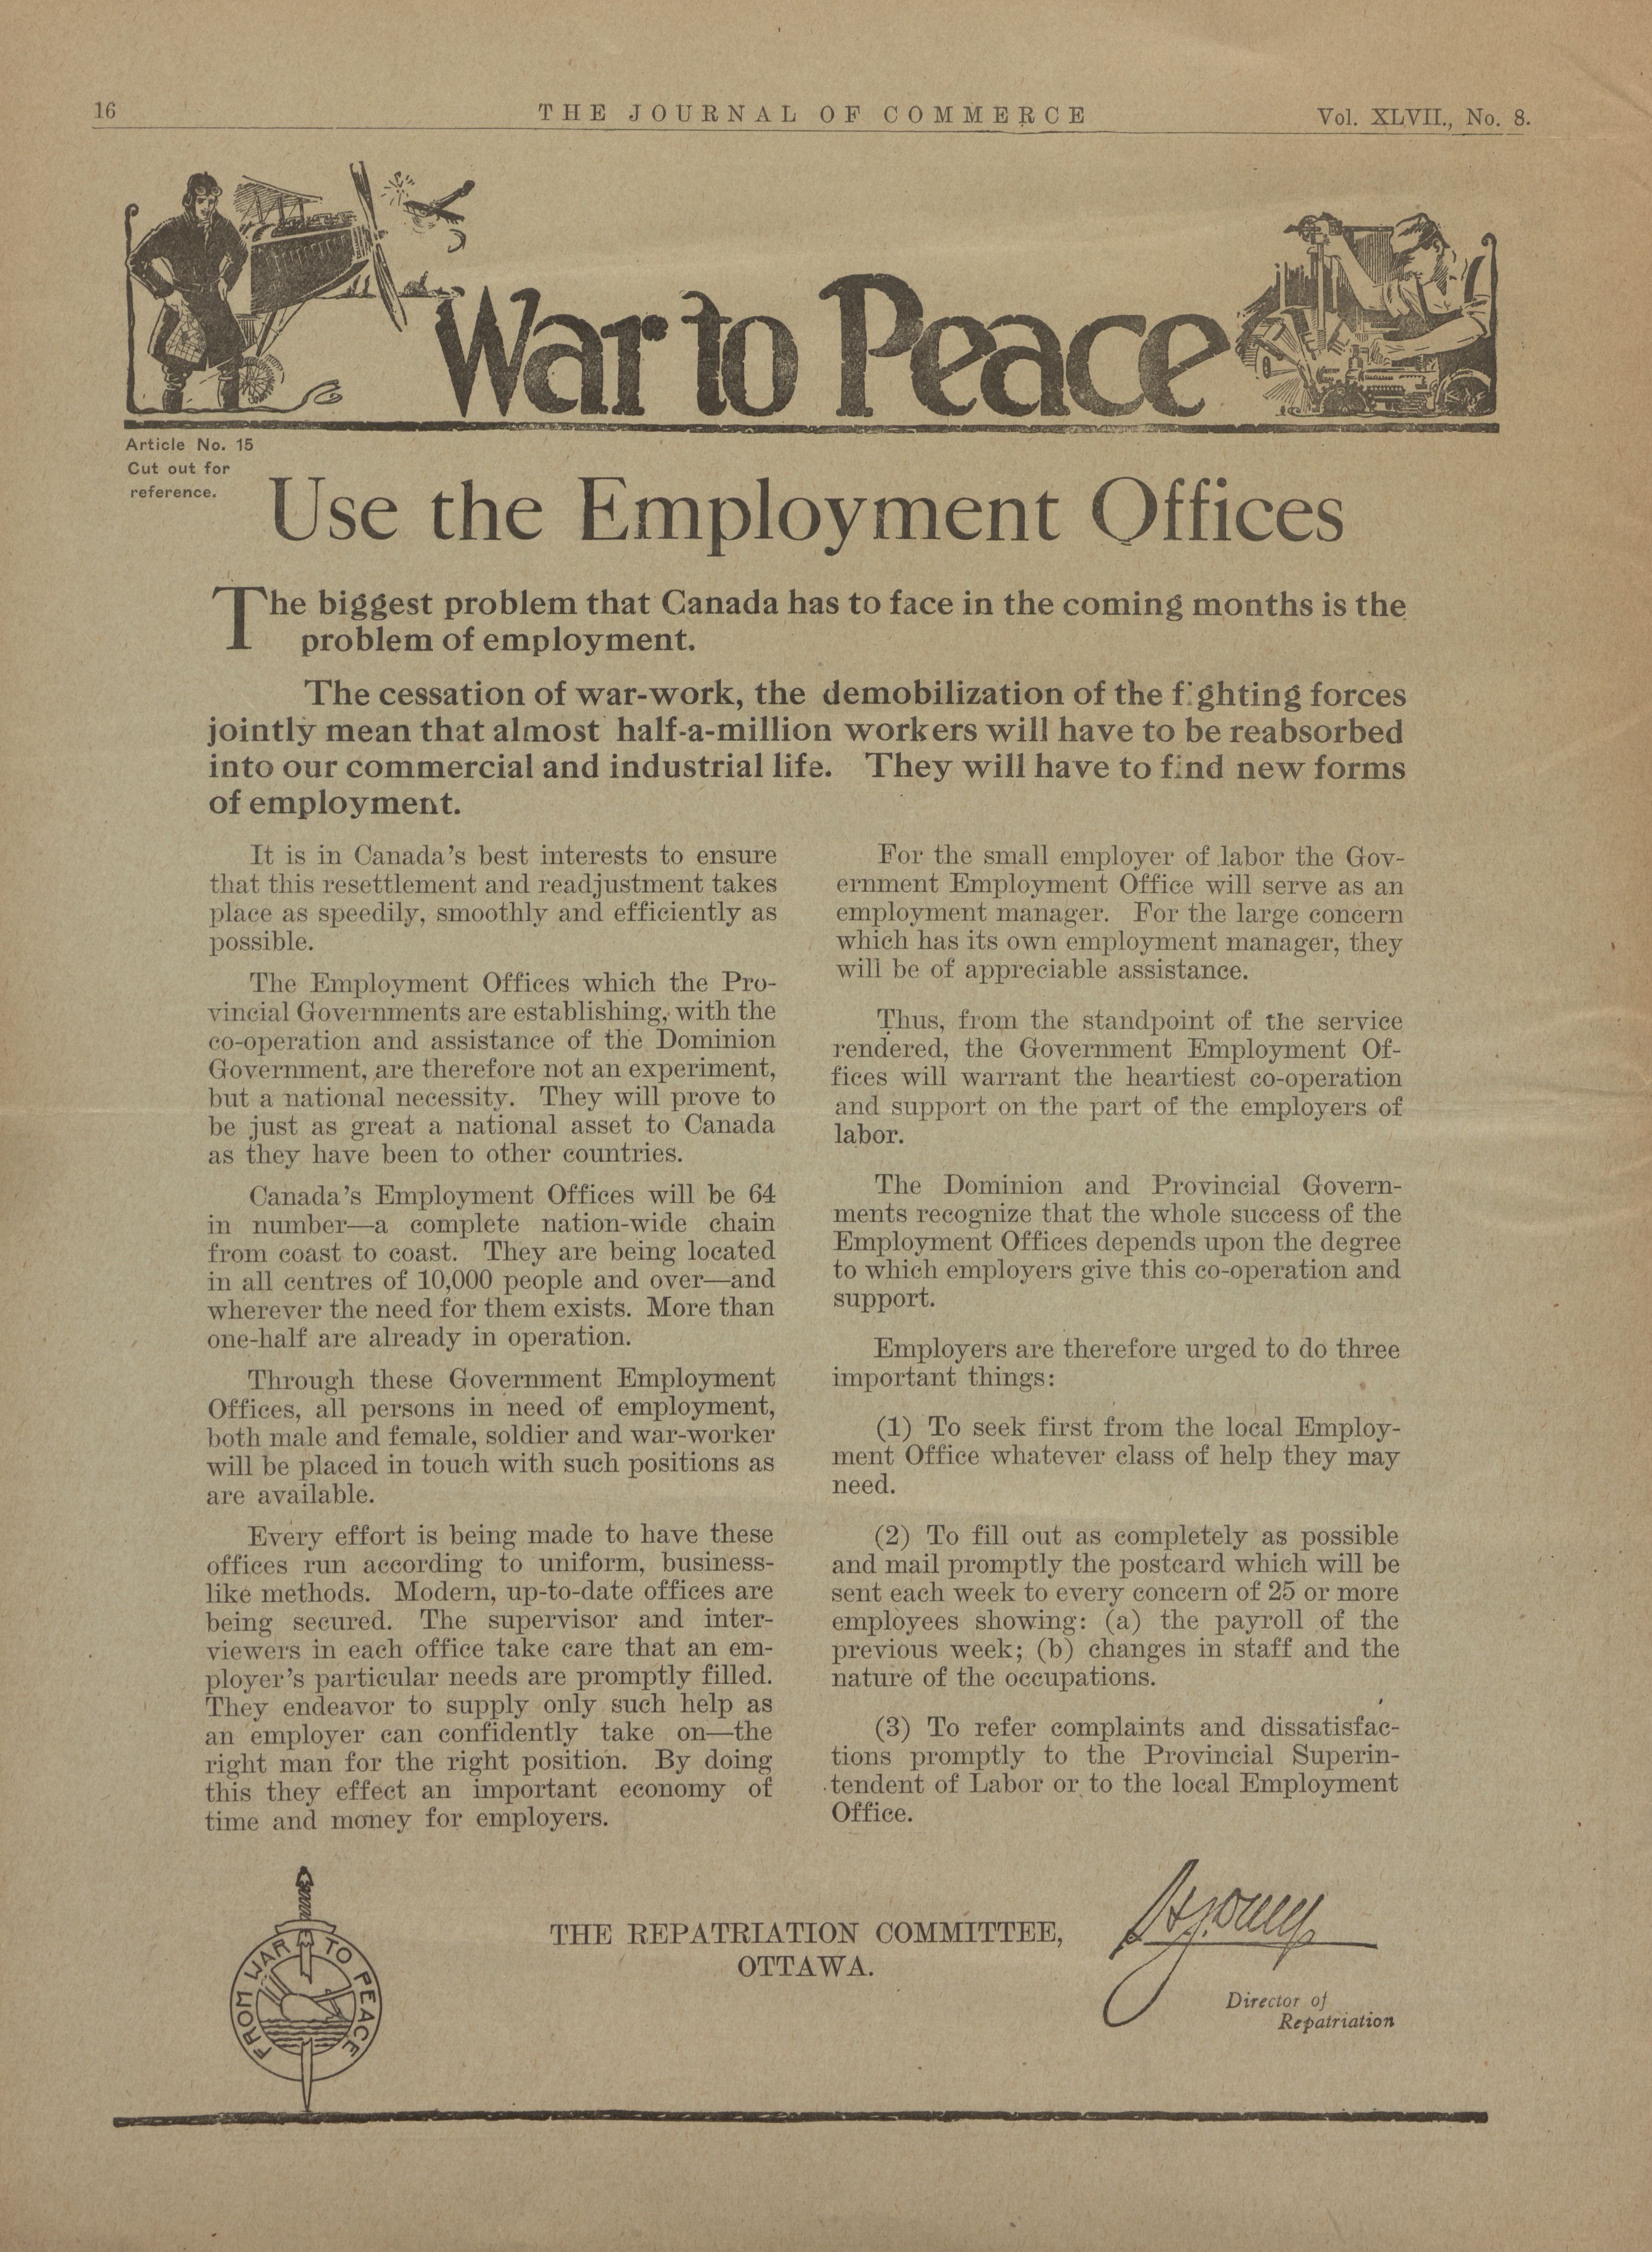 16
THE JOURNAL OF COMMERCE
Vol. XLVII., No. 8.
War to Peace
Article No. 15
Cut out for
reference.
Use the Employment Offices
The biggest problem that Canada has to face in the coming months is the
problem of employment.
The cessation of war-work, the demobilization of the fighting forces
jointly mean that almost half-a-million workers will have to be reabsorbed
into our commercial and industrial life. They will have to find new forms
of employment.
It is in Canada's best interests to ensure
that this resettlement and readjustment takes
place as speedily, smoothly and efficiently as
possible.
The Employment Offices which the Pro-
vincial Governments are establishing, with the
co-operation and assistance of the Dominion
Government, are therefore not an experiment,
but a national necessity. They will prove to
be just as great a national asset to Canada
as they have been to other countries.
Canada's Employment Offices will be 64
in number—a complete nation-wide chain
from coast to coast. They are being located
in all centres of 10,000 people and over—and
wherever the need for them exists. More than
one-half are already in operation.
Through these Government Employment
Offices, all persons in need of employment,
both male and female, soldier and war-worker
will be placed in touch with such positions as
are available.
Every effort is being made to have these
offices run according to uniform, business-
like methods. Modern, up-to-date offices are
being secured. The supervisor and inter-
viewers in each office take care that an em-
ployer's particular needs are promptly filled.
They endeavor to supply only such help as
an employer can confidently take on—the
right man for the right position. By doing
this they effect an important economy of
time and money for employers.
For the small employer of labor the Gov-
ernment Employment Office will serve as an
employment manager. For the large concern
which has its own employment manager, they
will be of appreciable assistance.
Thus, from the standpoint of the service
rendered, the Government Employment Of-
fices will warrant the heartiest co-operation
and support on the part of the employers of
labor.
The Dominion and Provincial Govern-
ments recognize that the whole success of the
Employment Offices depends upon the degree
to which employers give this co-operation and
support.
Employers are therefore urged to do three
important things:
(1) To seek first from the local Employ-
ment Office whatever class of help they may
need.
(2) To fill out as completely as possible
and mail promptly the postcard which will be
sent each week to every concern of 25 or more
employees showing: (a) the payroll of the
previous week; (b) changes in staff and the
nature of the occupations.
(3) To refer complaints and dissatisfac-
tions promptly to the Provincial Superin-
tendent of Labor or to the local Employment
Office.
FROM WAR TO PEACE
THE REPATRIATION COMMITTEE,
OTTAWA.
Director of
Repatriation